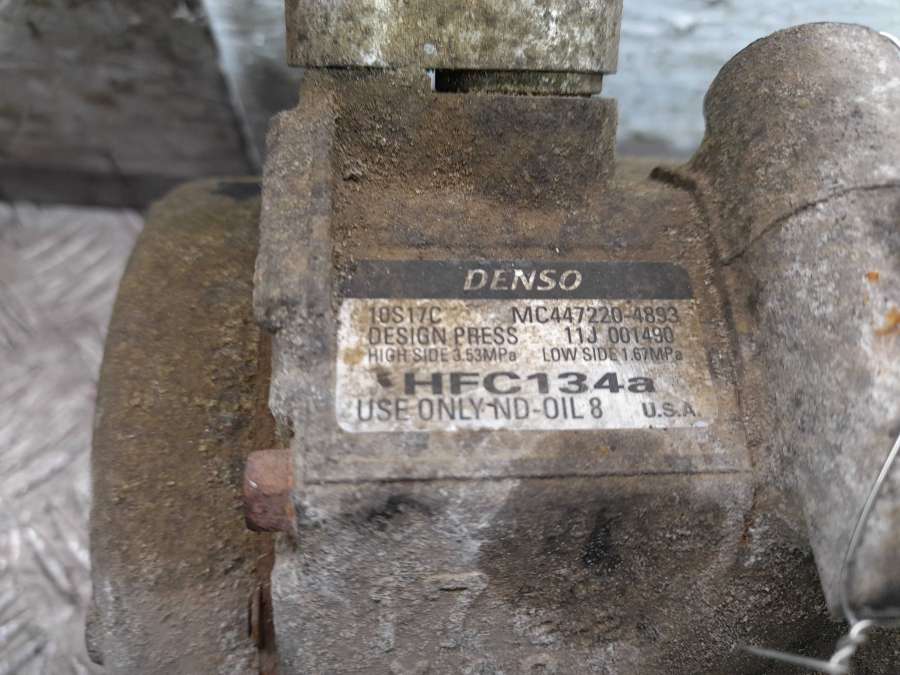 DENSO
10S17C MC447220-4893
DESIGN PRESS 11J 001490
HIGH SIDE 3.53MPa LOW SIDE 1.67MPa
HFC134a
USE ONLY ND-OIL 8 U.S.A.
17